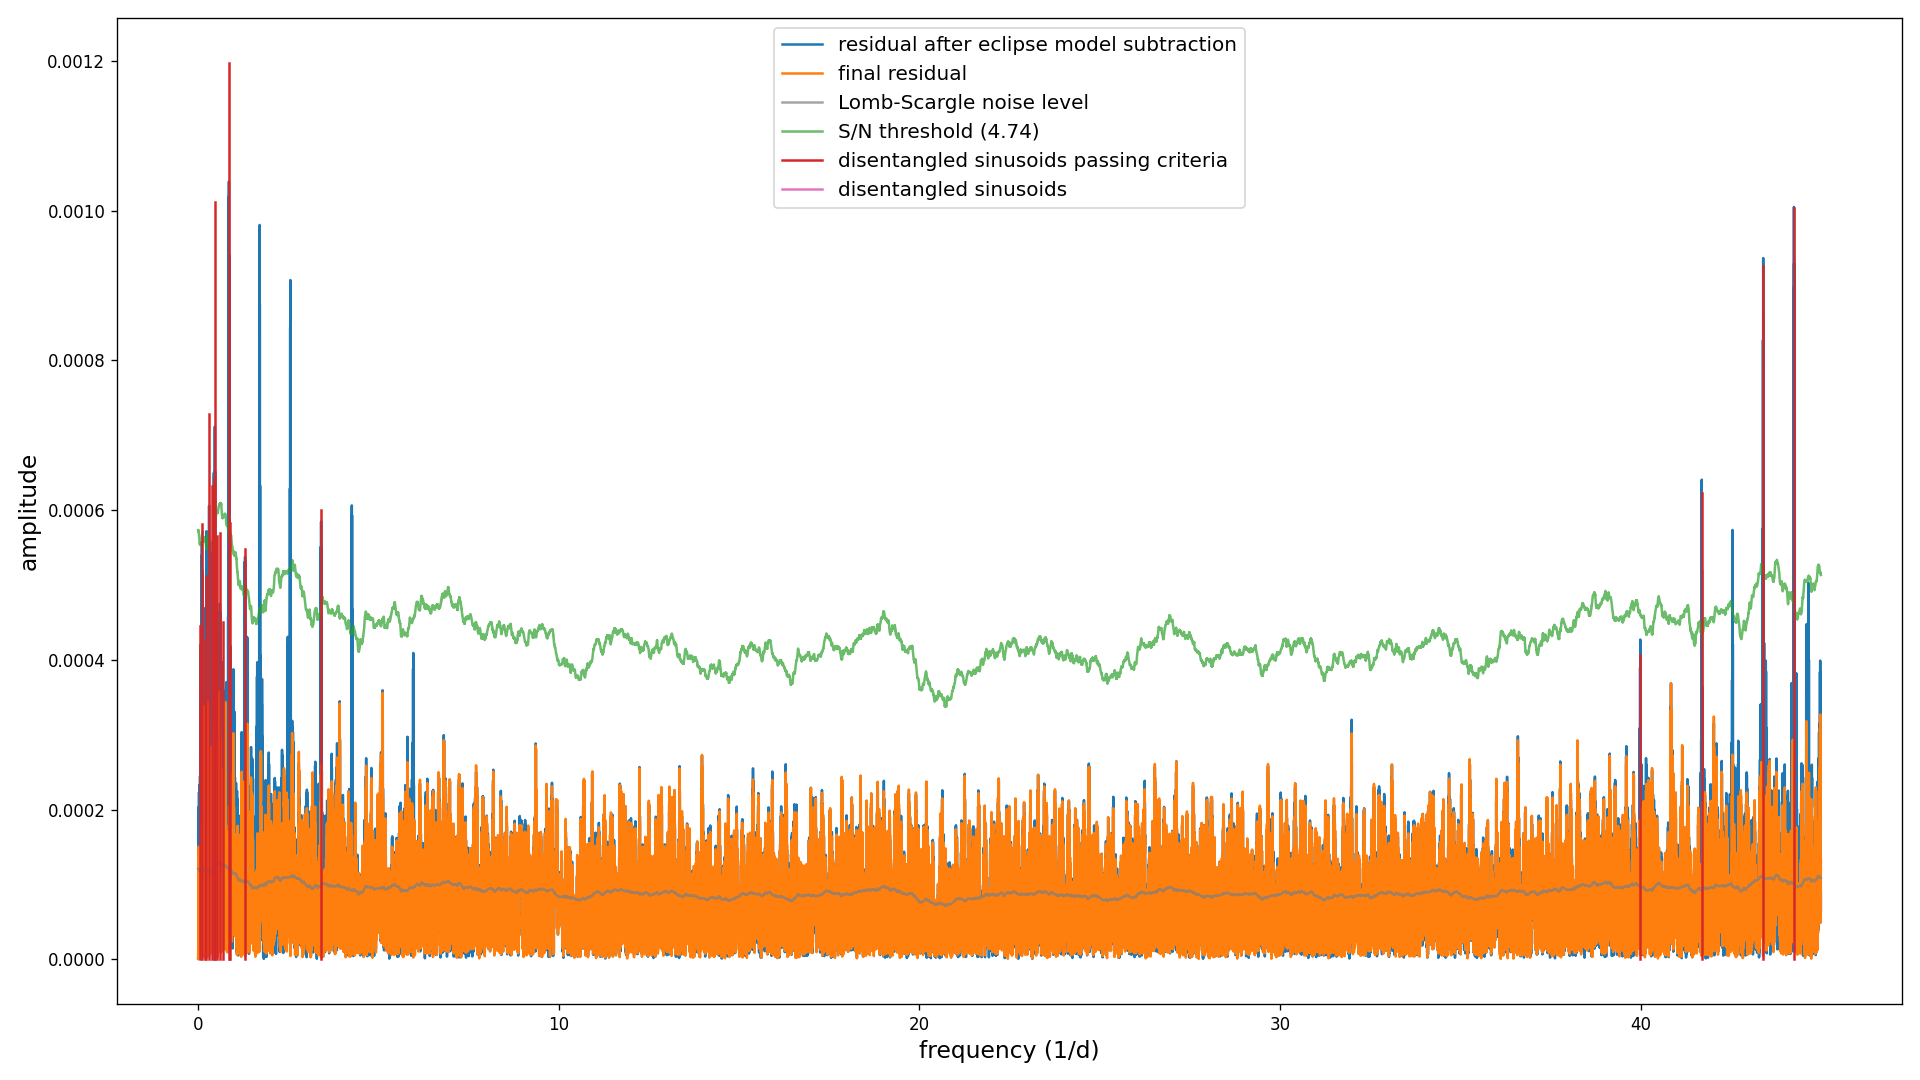 residual after eclipse model subtraction
final residual
Lomb-Scargle noise level
S/N threshold (4.74)
disentangled sinusoids passing criteria
disentangled sinusoids
0.0012
0.0010
0.0008
0.0006
0.0004
0.0002
0.0000
amplitude
0 10 20 30 40
frequency (1/d)